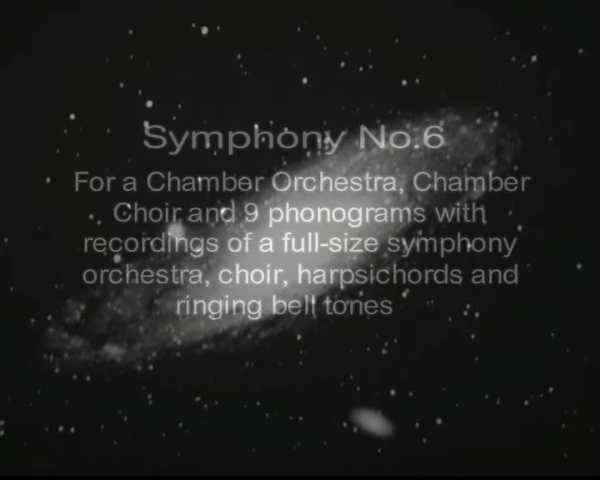 Symphony No.6
For a Chamber Orchestra, Chamber
Choir and 9 phonograms with
recordings of a full-size symphony
orchestra, choir, harpsichords and
ringing bell tones